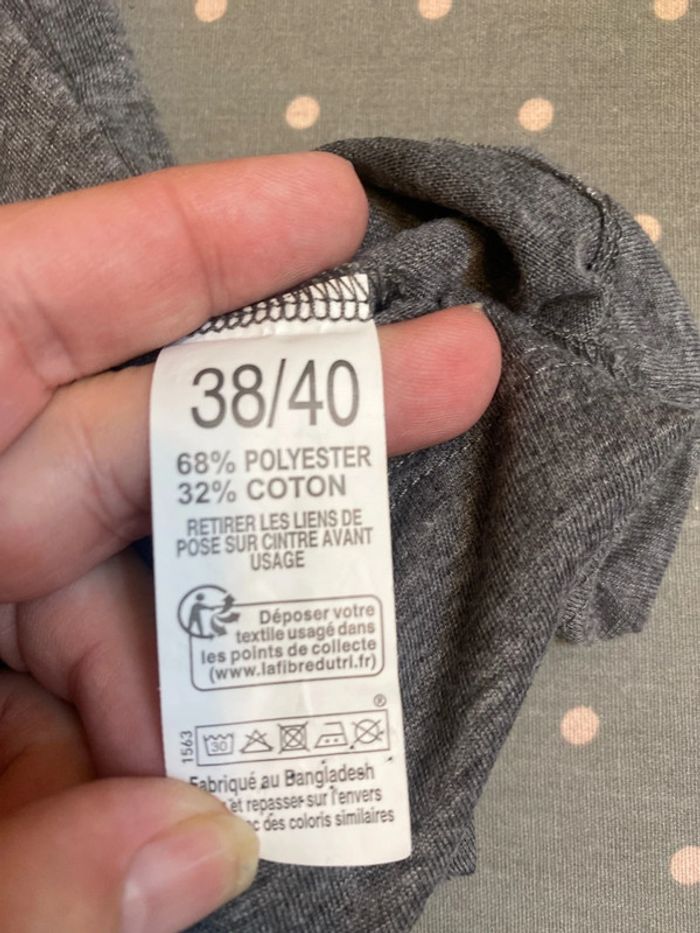 38/40
68% POLYESTER
32% COTON
RETIRER LES LIENS DE
POSE SUR CINTRE AVANT
USAGE
Déposer votre
textile usagé dans
les points de collecte
(www.lafibredutri.fr)
®
1563
30
Fabriqué au Bangladesh
et repasser sur l'envers
des coloris similaires